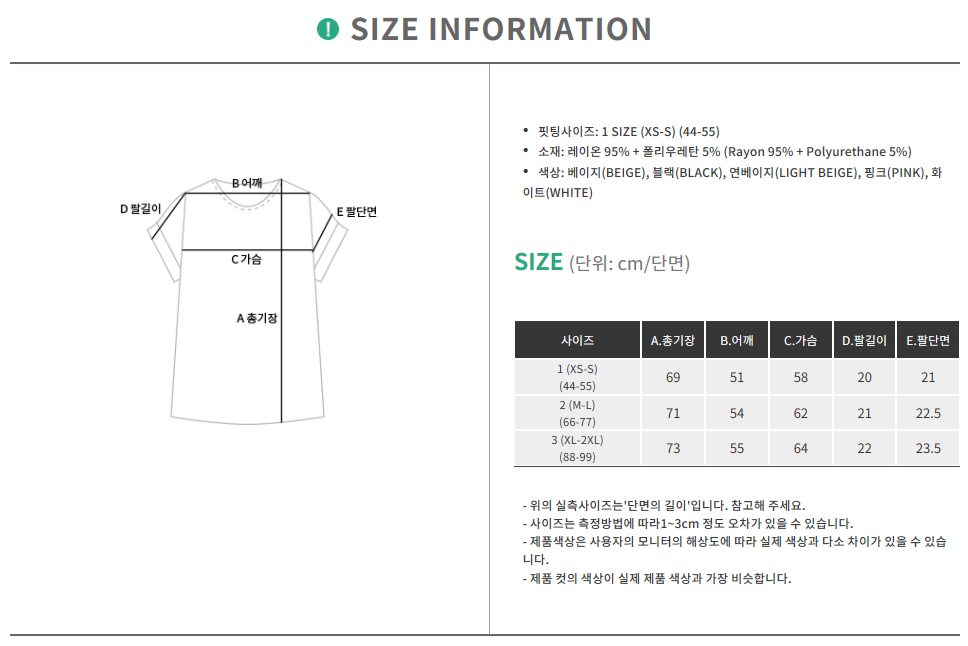 SIZE INFORMATION
B 어깨
D 팔길이
E 팔단면
C 가슴
A 총기장
• 핏팅사이즈: 1 SIZE (XS-S) (44-55)
• 소재: 레이온 95% + 폴리우레탄 5% (Rayon 95% + Polyurethane 5%)
• 색상: 베이지(BEIGE), 블랙(BLACK), 연베이지(LIGHT BEIGE), 핑크(PINK), 화
이트(WHITE)
SIZE (단위: cm/단면)
사이즈 A.총기장 B.어깨 C.가슴 D.팔길이 E.팔단면
1 (XS-S)
(44-55) 69 51 58 20 21
2 (M-L)
(66-77) 71 54 62 21 22.5
3 (XL-2XL)
(88-99) 73 55 64 22 23.5
- 위의 실측사이즈는'단면의 길이'입니다. 참고해 주세요.
- 사이즈는 측정방법에 따라1~3cm 정도 오차가 있을 수 있습니다.
- 제품색상은 사용자의 모니터의 해상도에 따라 실제 색상과 다소 차이가 있을 수 있습
니다.
- 제품 컷의 색상이 실제 제품 색상과 가장 비슷합니다.